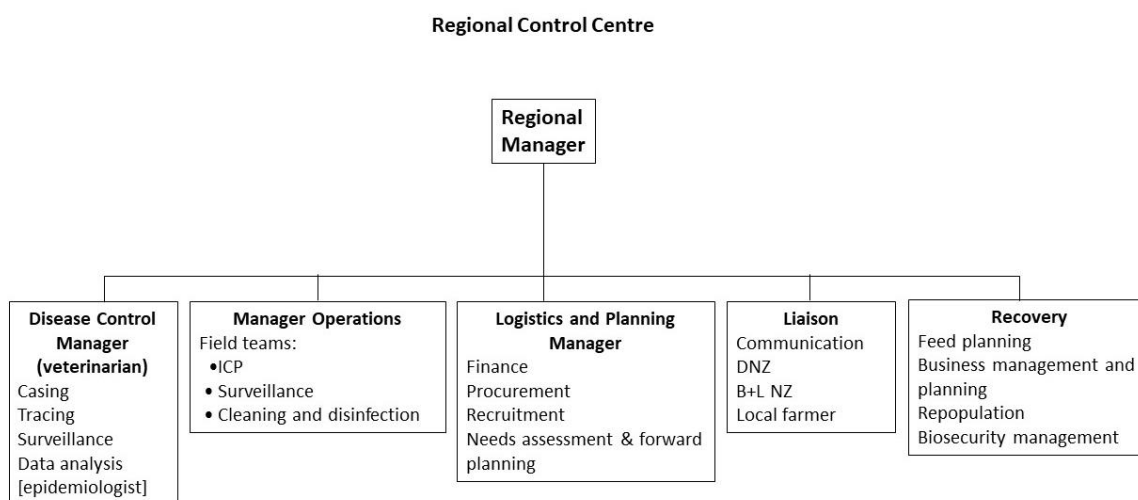 Regional Control Centre
Regional
Manager
Disease Control
Manager
(veterinarian)
Casing
Tracing
Surveillance
Data analysis
[epidemiologist]
Manager Operations
Field teams:
•ICP
• Surveillance
• Cleaning and disinfection
Logistics and Planning
Manager
Finance
Procurement
Recruitment
Needs assessment & forward
planning
Liaison
Communication
DNZ
B+L NZ
Local farmer
Recovery
Feed planning
Business management and
planning
Repopulation
Biosecurity management